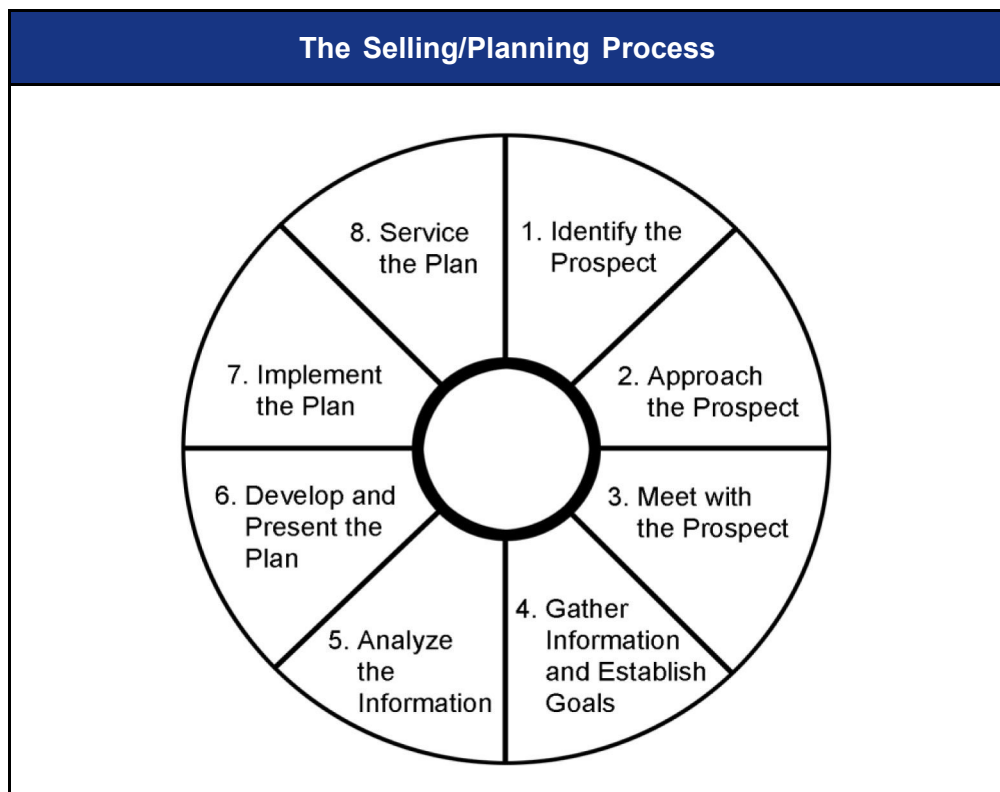 The Selling/Planning Process
1. Identify the
Prospect
2. Approach
the Prospect
3. Meet with
the Prospect
4. Gather
Information
and Establish
Goals
5. Analyze
the
Information
6. Develop and
Present the
Plan
7. Implement
the Plan
8. Service
the Plan